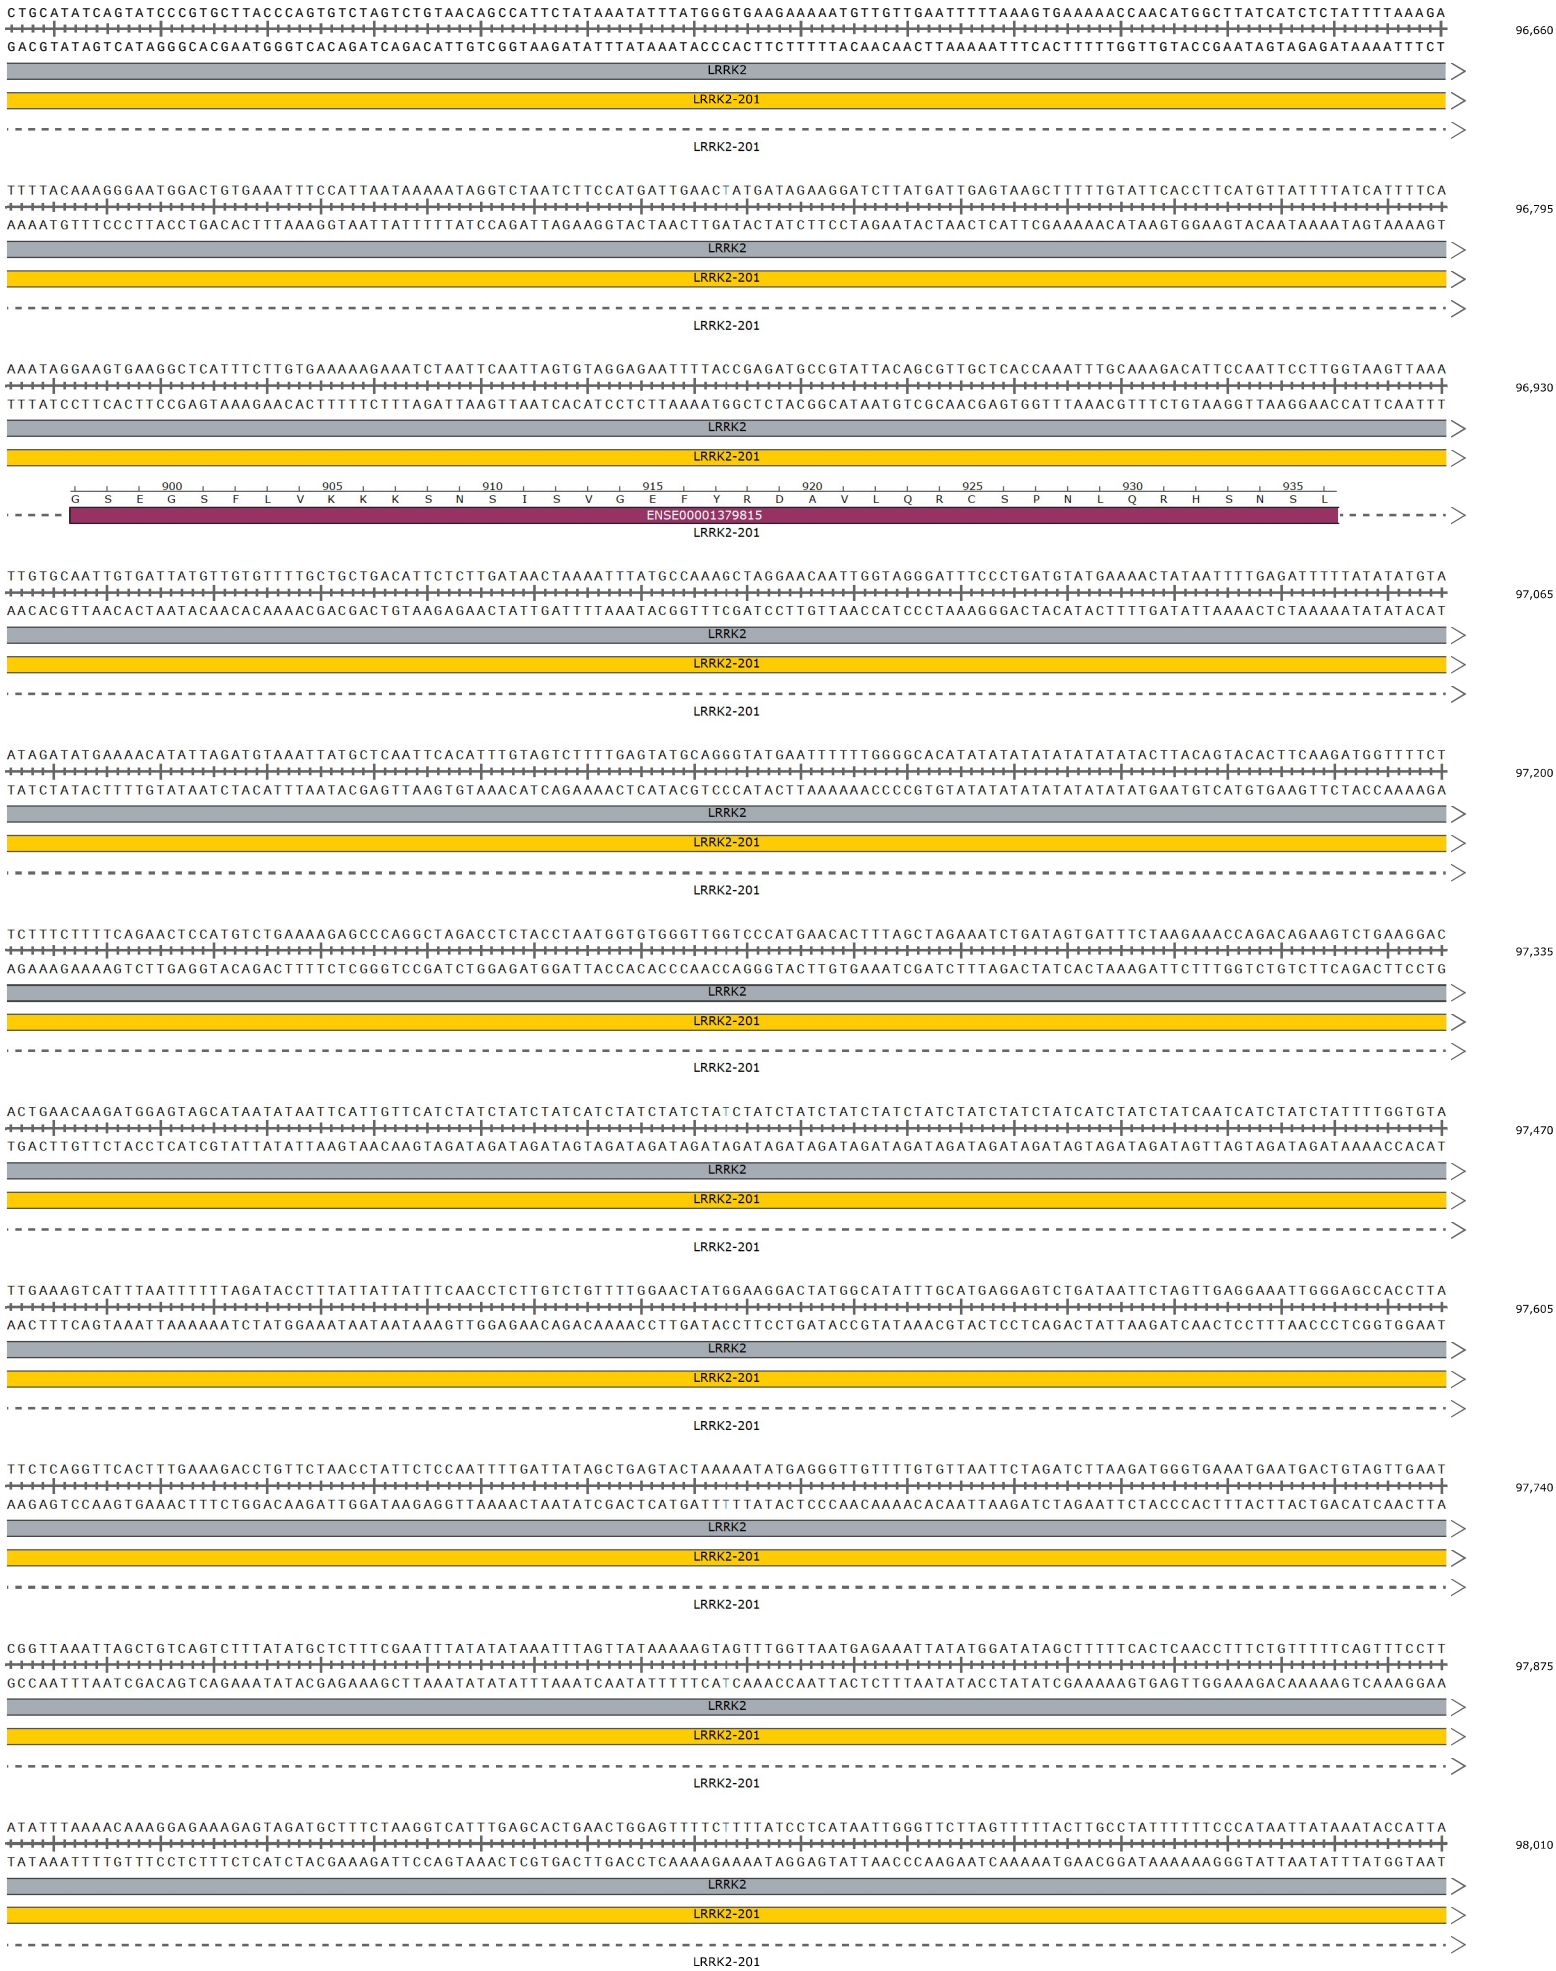 CTGCATATCAGTATCCCGTGCTTACCCAGTGTCTAGTCTGTAACAGCCATTCTATAAATATTTATGGGTGAAGAAAAATGTTGTTGAATTTTTAAAGTGAAAAACCAACATGGCTTATCATCTCTATTTTAAAGA
96,660
GACGTATAGTCATAGGGCACGAATGGGTCACAGATCAGACATTGTCGGTAAGATATTTATAAATACCCACTTCTTTTTACAACAACTTAAAAATTTCACTTTTTGGTTGTACCGAATAGTAGAGATAAAATTTCT
LRRK2
LRRK2-201
LRRK2-201
TTTTACAAAGGGAATGGACTGTGAAATTTCCATTAATAAAAATAGGTCTAATCTTCCATGATTGAACTATGATAGAAGGATCTTATGATTGAGTAAGCTTTTTGTATTCACCTTCATGTTATTTTATCATTTTCA
96,795
AAAATGTTTCCCTTACCTGACACTTTAAAGGTAATTATTTTTATCCAGATTAGAAGGTACTAACTTGATACTATCTTCCTAGAATACTAACTCATTCGAAAAACATAAGTGGAAGTACAATAAAATAGTAAAAGT
LRRK2
LRRK2-201
LRRK2-201
AAATAGGAAGTGAAGGCTCATTTCTTGTGAAAAAGAAATCTAATTCAATTAGTGTAGGAGAATTTTACCGAGATGCCGTATTACAGCGTTGCTCACCAAATTTGCAAAGACATTCCAATTCCTTGGTAAGTTAAA
96,930
TTTATCCTTCACTTCCGAGTAAAGAACACTTTTTCTTTAGATTAAGTTAATCACATCCTCTTAAAATGGCTCTACGGCATAATGTCGCAACGAGTGGTTTAAACGTTTCTGTAAGGTTAAGGAACCATTCAATTT
LRRK2
LRRK2-201
900 905 910 915 920 925 930 935
G S E G S F L V K K K S N S I S V G E F Y R D A V L Q R C S P N L Q R H S N S L
ENSE00001379815
LRRK2-201
TTGTGCAATTGTGATTATGTTGTGTTTTGCTGCTGACATTCTCTTGATAACTAAAATTTATGCCAAAGCTAGGAACAATTGGTAGGGATTTCCCTGATGTATGAAAACTATAATTTTGAGATTTTTATATATGTA
97,065
AACACGTTAACACTAATACAACACAAAACGACGACTGTAAGAGAACTATTGATTTTAAATACGGTTTCGATCCTTGTTAACCATCCCTAAAGGGACTACATACTTTTGATATTAAAACTCTAAAAATATATACAT
LRRK2
LRRK2-201
LRRK2-201
ATAGATATGAAAACATATTAGATGTAAATTATGCTCAATTCACATTTGTAGTCTTTTGAGTATGCAGGGTATGAATTTTTTGGGGCACATATATATATATATATATACTTACAGTACACTTCAAGATGGTTTTCT
97,200
TATCTATACTTTTGTATAATCTACATTTAATACGAGTTAAGTGTAAACATCAGAAAACTCATACGTCCCATACTTAAAAAACCCCGTGTATATATATATATATATATGAATGTCATGTGAAGTTCTACCAAAAGA
LRRK2
LRRK2-201
LRRK2-201
TCTTTCTTTTCAGAACTCCATGTCTGAAAAGAGCCCAGGCTAGACCTCTACCTAATGGTGTGGGTTGGTCCCATGAACACTTTAGCTAGAAATCTGATAGTGATTTCTAAGAAACCAGACAGAAGTCTGAAGGAC
97,335
AGAAAGAAAAGTCTTGAGGTACAGACTTTTCTCGGGTCCGATCTGGAGATGGATTACCACACCCAACCAGGGTACTTGTGAAATCGATCTTTAGACTATCACTAAAGATTCTTTGGTCTGTCTTCAGACTTCCTG
LRRK2
LRRK2-201
LRRK2-201
ACTGAACAAGATGGAGTAGCATAATATAATTCATTGTTCATCTATCTATCTATCATCTATCTATCTATCTATCTATCTATCTATCTATCTATCTATCTATCATCTATCTATCAATCATCTATCTATTTTGGTGTA
97,470
TGACTTGTTCTACCTCATCGTATTATATTAAGTAACAAGTAGATAGATAGATAGTAGATAGATAGATAGATAGATAGATAGATAGATAGATAGATAGATAGTAGATAGATAGTTAGTAGATAGATAAAACCACAT
LRRK2
LRRK2-201
LRRK2-201
TTGAAAGTCATTTAATTTTTTAGATACCTTTATTATTATTTCAACCTCTTGTCTGTTTTGGAACTATGGAAGGACTATGGCATATTTGCATGAGGAGTCTGATAATTCTAGTTGAGGAAATTGGGAGCCACCTTA
97,605
AACTTTCAGTAAATTAAAAAATCTATGGAAATAATAATAAAGTTGGAGAACAGACAAAACCTTGATACCTTCCTGATACCGTATAAACGTACTCCTCAGACTATTAAGATCAACTCCTTTAACCCTCGGTGGAAT
LRRK2
LRRK2-201
LRRK2-201
TTCTCAGGTTCACTTTGAAAGACCTGTTCTAACCTATTCTCCAATTTTGATTATAGCTGAGTACTAAAAATATGAGGGTTGTTTTGTGTTAATTCTAGATCTTAAGATGGGTGAAATGAATGACTGTAGTTGAAT
97,740
AAGAGTCCAAGTGAAACTTTCTGGACAAGATTGGATAAGAGGTTAAAACTAATATCGACTCATGATTTTTATACTCCCAACAAAACACAATTAAGATCTAGAATTCTACCCACTTTACTTACTGACATCAACTTA
LRRK2
LRRK2-201
LRRK2-201
CGGTTAAATTAGCTGTCAGTCTTTATATGCTCTTTCGAATTTATATATAAATTTAGTTATAAAAAGTAGTTTGGTTAATGAGAAATTATATGGATATAGCTTTTTCACTCAACCTTTCTGTTTTTCAGTTTCCTT
97,875
GCCAATTTAATCGACAGTCAGAAATATACGAGAAAGCTTAAATATATATTTAAATCAATATTTTTCATCAAACCAATTACTCTTTAATATACCTATATCGAAAAAGTGAGTTGGAAAGACAAAAAGTCAAAGGAA
LRRK2
LRRK2-201
LRRK2-201
ATATTTAAAACAAAGGAGAAAGAGTAGATGCTTTCTAAGGTCATTTGAGCACTGAACTGGAGTTTTCTTTTATCCTCATAATTGGGTTCTTAGTTTTTACTTGCCTATTTTTTCCCATAATTATAAATACCATTA
98,010
TATAAATTTTGTTTCCTCTTTCTCATCTACGAAAGATTCCAGTAAACTCGTGACTTGACCTCAAAAGAAAATAGGAGTATTAACCCAAGAATCAAAAATGAACGGATAAAAAAGGGTATTAATATTTATGGTAAT
LRRK2
LRRK2-201
LRRK2-201